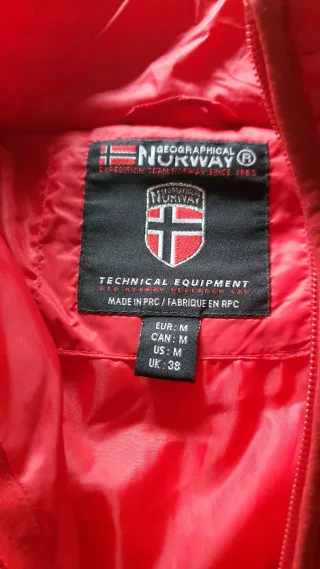 GEOGRAPHICAL
NORWAY ®
EXPEDITION TEAM NORWAY SINCE 1983
NORWAY
TECHNICAL EQUIPMENT
MADE IN PRC / FABRIQUE EN RPC
EUR : M
CAN : M
US : M
UK : 38